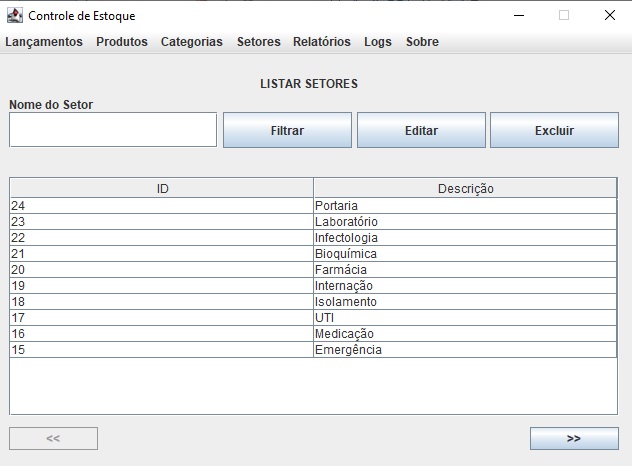 Controle de Estoque
Lançamentos Produtos Categorias Setores Relatórios Logs Sobre
LISTAR SETORES
Nome do Setor
Filtrar Editar Excluir
ID Descrição
24 Portaria
23 Laboratório
22 Infectologia
21 Bioquímica
20 Farmácia
19 Internação
18 Isolamento
17 UTI
16 Medicação
15 Emergência
<< >>